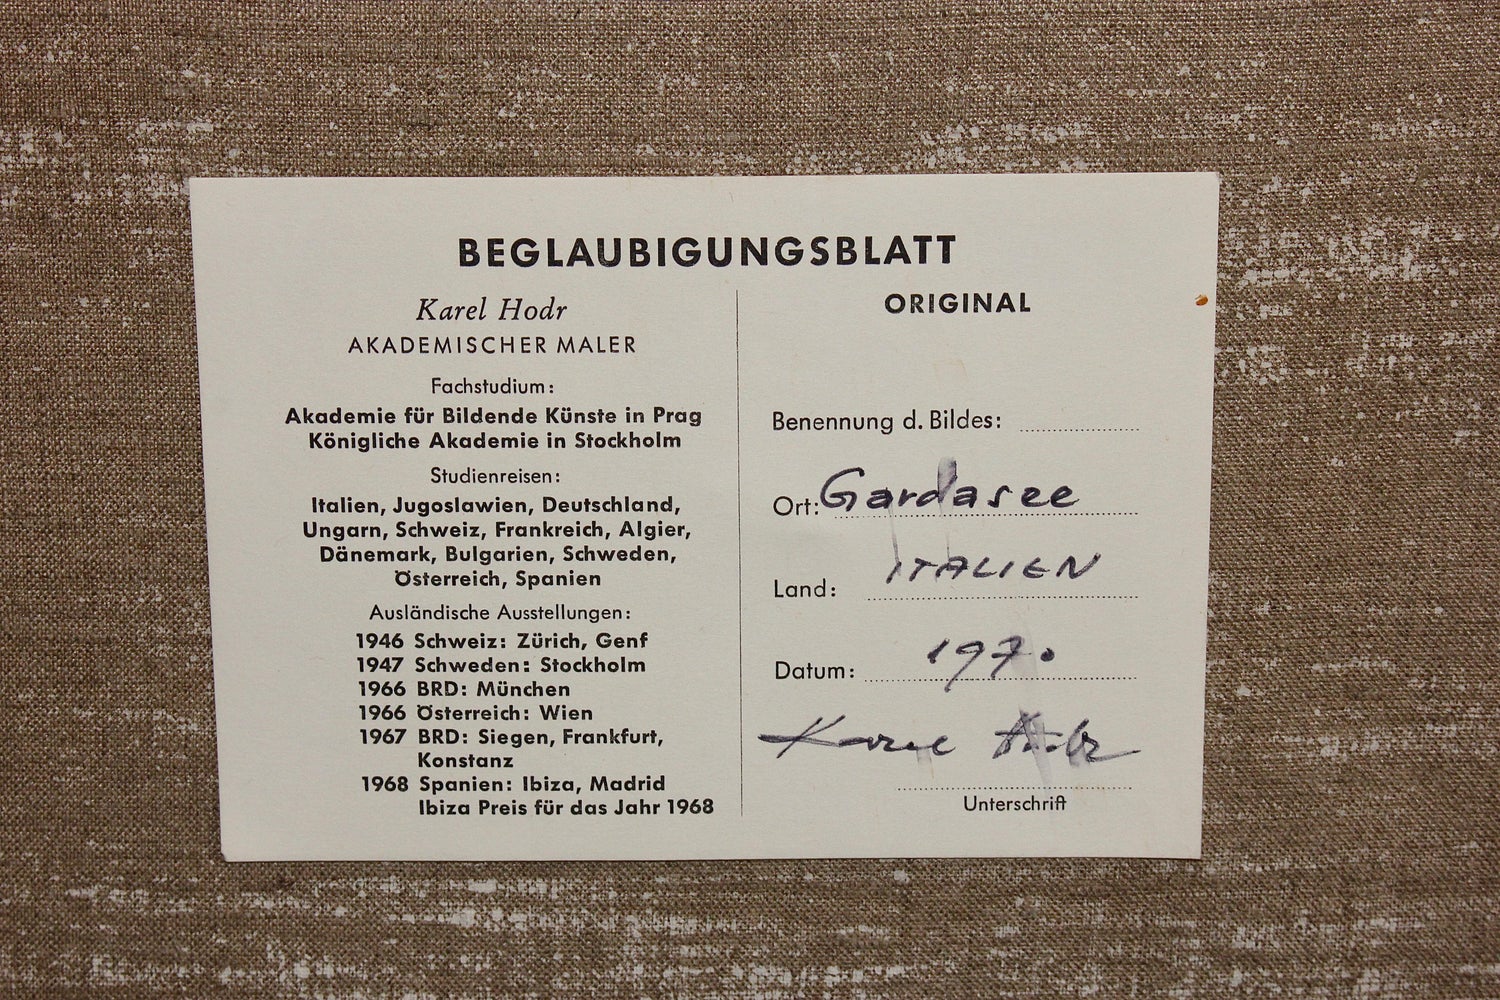 BEGLAUBIGUNGSBLATT
Karel Hodr
AKADEMISCHER MALER
Fachstudium:
Akademie für Bildende Künste in Prag
Königliche Akademie in Stockholm
Studienreisen:
Italien, Jugoslawien, Deutschland,
Ungarn, Schweiz, Frankreich, Algier,
Dänemark, Bulgarien, Schweden,
Österreich, Spanien
Ausländische Ausstellungen:
1946 Schweiz: Zürich, Genf
1947 Schweden: Stockholm
1966 BRD: München
1966 Österreich: Wien
1967 BRD: Siegen, Frankfurt,
Konstanz
1968 Spanien: Ibiza, Madrid
Ibiza Preis für das Jahr 1968
ORIGINAL
Benennung d. Bildes:
Ort: Gardasee
Land: ITALIEN
Datum: 1970
Karel Hodr
Unterschrift